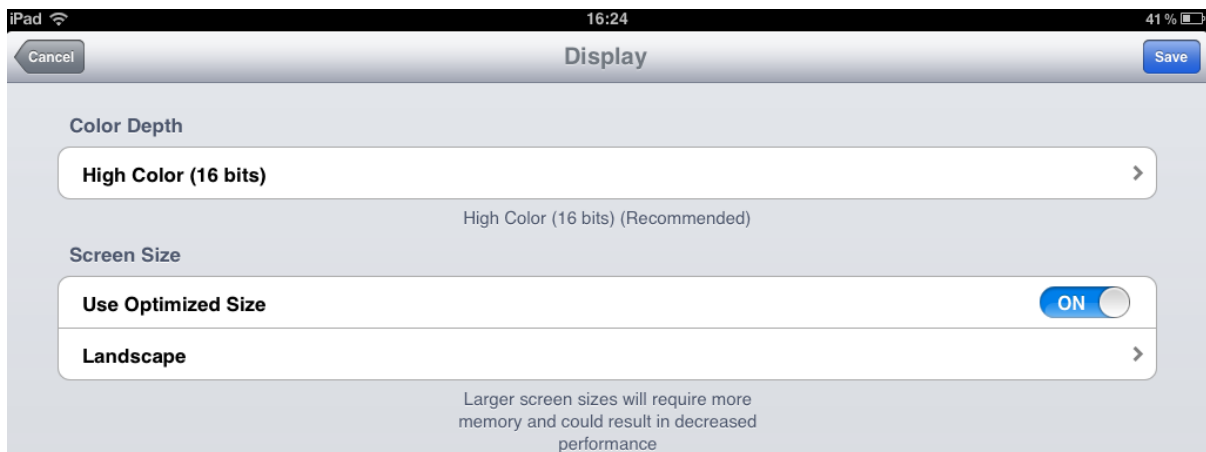 iPad 16:24 41 %
Cancel Display Save
Color Depth
High Color (16 bits)
High Color (16 bits) (Recommended)
Screen Size
Use Optimized Size ON
Landscape
Larger screen sizes will require more
memory and could result in decreased
performance